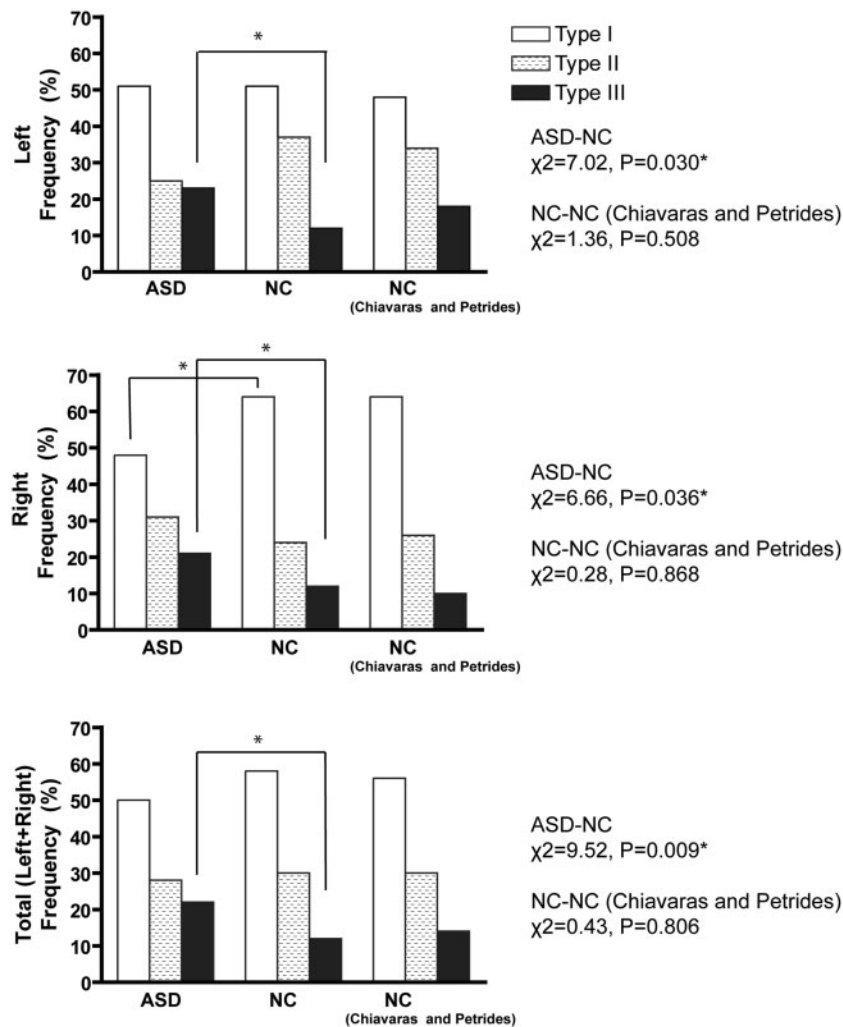 Left
Frequency (%)
70
60
50
40
30
20
10
0
*
ASD
NC
NC
(Chiavaras and Petrides)
Type I
Type II
Type III
ASD-NC
χ2=7.02, P=0.030*
NC-NC (Chiavaras and Petrides)
χ2=1.36, P=0.508
Right
Frequency (%)
70
60
50
40
30
20
10
0
*
*
ASD
NC
NC
(Chiavaras and Petrides)
ASD-NC
χ2=6.66, P=0.036*
NC-NC (Chiavaras and Petrides)
χ2=0.28, P=0.868
Total (Left+Right)
Frequency (%)
70
60
50
40
30
20
10
0
*
ASD
NC
NC
(Chiavaras and Petrides)
ASD-NC
χ2=9.52, P=0.009*
NC-NC (Chiavaras and Petrides)
χ2=0.43, P=0.806